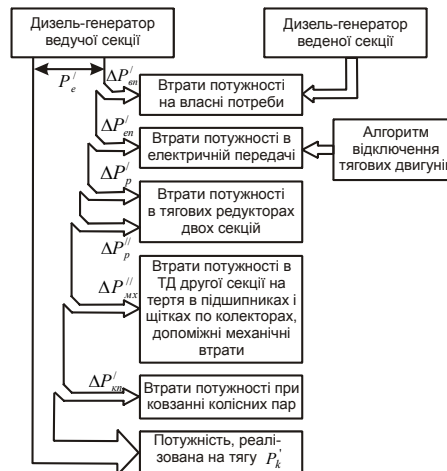 Дизель-генератор
ведучої секції
Дизель-генератор
веденої секції
P_e^/
ΔP_вп^/
Втрати потужності
на власні потреби
ΔP_еп^/
Втрати потужності в
електричній передачі
Алгоритм
відключення
тягових двигунів
ΔP_р^/
Втрати потужності
в тягових редукторах
двох секцій
ΔP_р^//
ΔP_мх^//
Втрати потужності в
ТД другої секції на
тертя в підшипниках і
щітках по колекторах,
допоміжні механічні
втрати
ΔP_кп^/
Втрати потужності при
ковзанні колісних пар
Потужність, реалі-
зована на тягу P_k^'